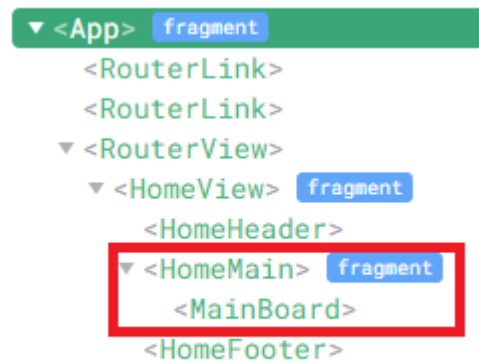 <App> fragment
<RouterLink>
<RouterLink>
<RouterView>
<HomeView> fragment
<HomeHeader>
<HomeMain> fragment
<MainBoard>
<HomeFooter>